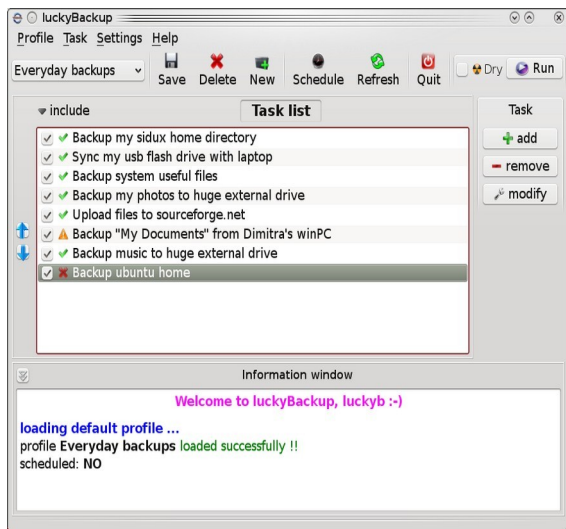 luckyBackup
Profile Task Settings Help
Everyday backups Save Delete New Schedule Refresh Quit Dry Run
include Task list Task
Backup my sidux home directory
Sync my usb flash drive with laptop
Backup system useful files
Backup my photos to huge external drive
Upload files to sourceforge.net
Backup "My Documents" from Dimitra's winPC
Backup music to huge external drive
Backup ubuntu home
add
remove
modify
Information window
Welcome to luckyBackup, luckyb :-)
loading default profile ...
profile Everyday backups loaded successfully !!
scheduled: NO